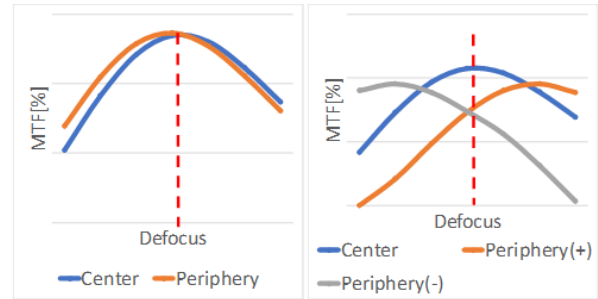 MTF[%]
Defocus
Center Periphery
MTF[%]
Defocus
Center Periphery(+)
Periphery(-)